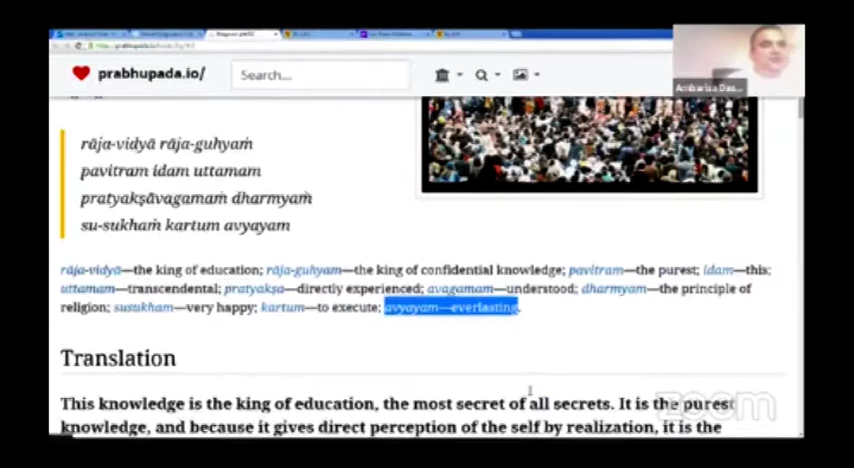 prabhupada.io/
Search...
Ambarisa Das...
rāja-vidyā rāja-guhyaṁ
pavitram idam uttamam
pratyakṣāvagamaṁ dharmyaṁ
su-sukhaṁ kartum avyayam
rāja-vidyā—the king of education; rāja-guhyam—the king of confidential knowledge; pavitram—the purest; idam—this;
uttamam—transcendental; pratyakṣa—directly experienced; avagamam—understood; dharmyam—the principle of
religion; susukham—very happy; kartum—to execute; avyayam—everlasting.
Translation
This knowledge is the king of education, the most secret of all secrets. It is the purest
knowledge, and because it gives direct perception of the self by realization, it is the
zoom